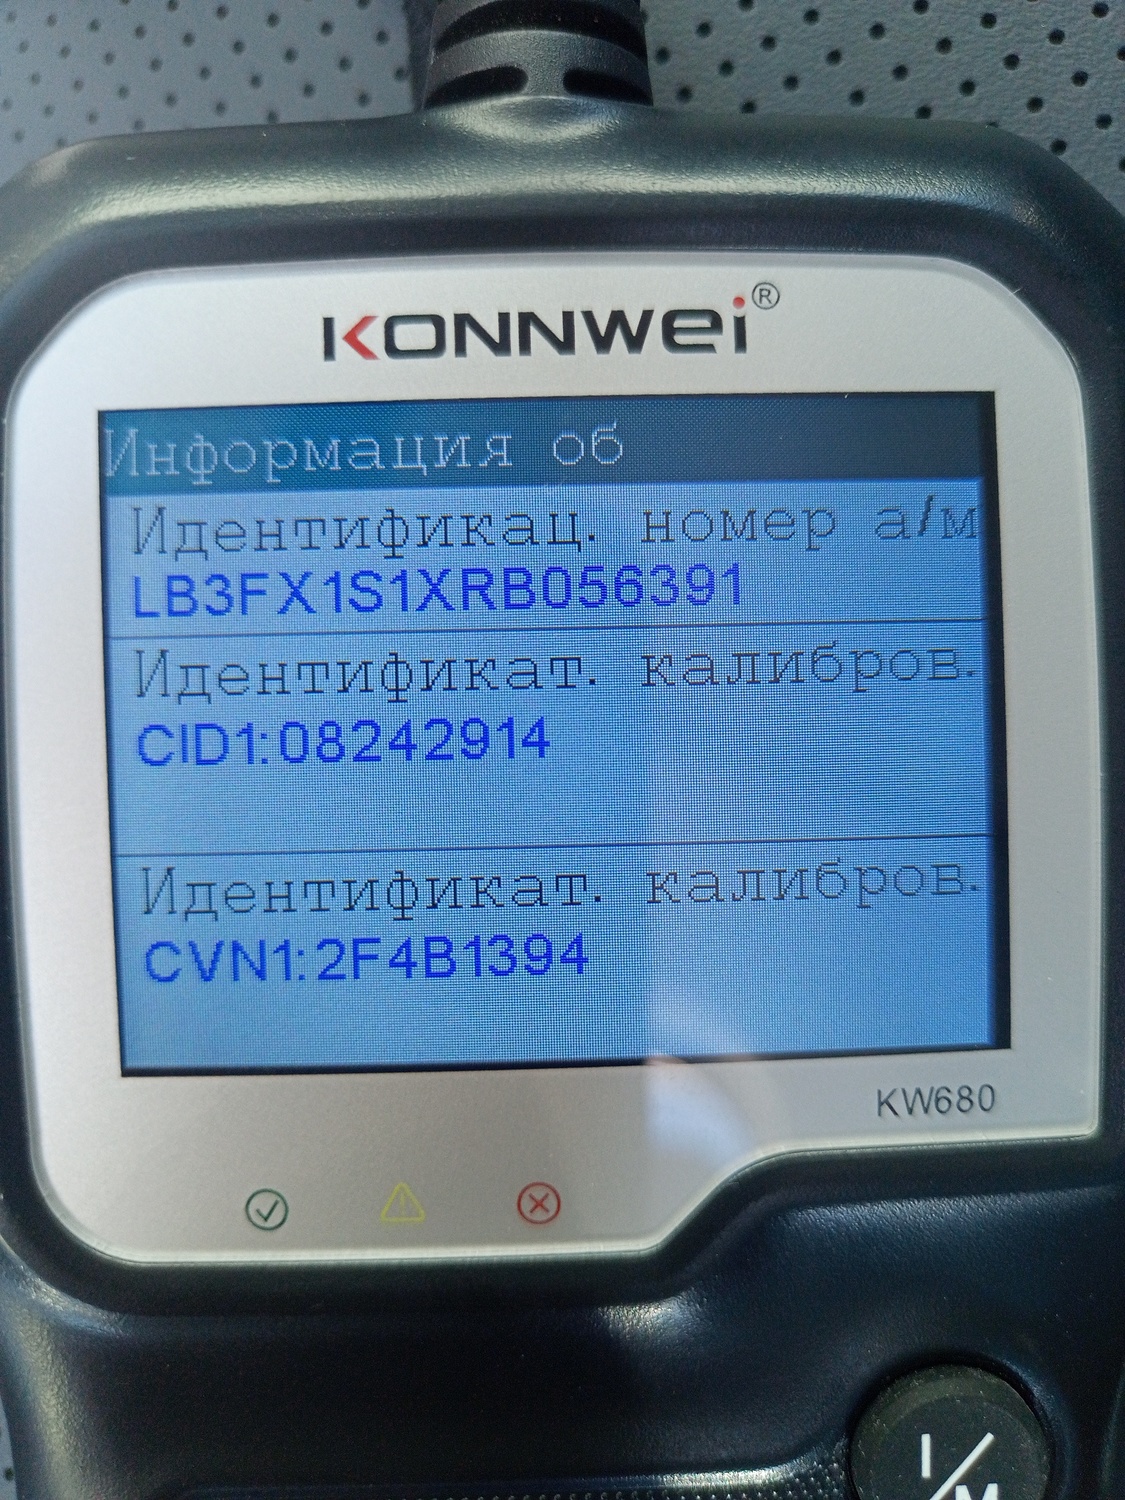 KONNWEI®
Информация об
Идентификац. номер а/м
LB3FX1S1XRB056391
Идентификат. калибров.
CID1:08242914
Идентификат. калибров.
CVN1:2F4B1394
KW680
I/M